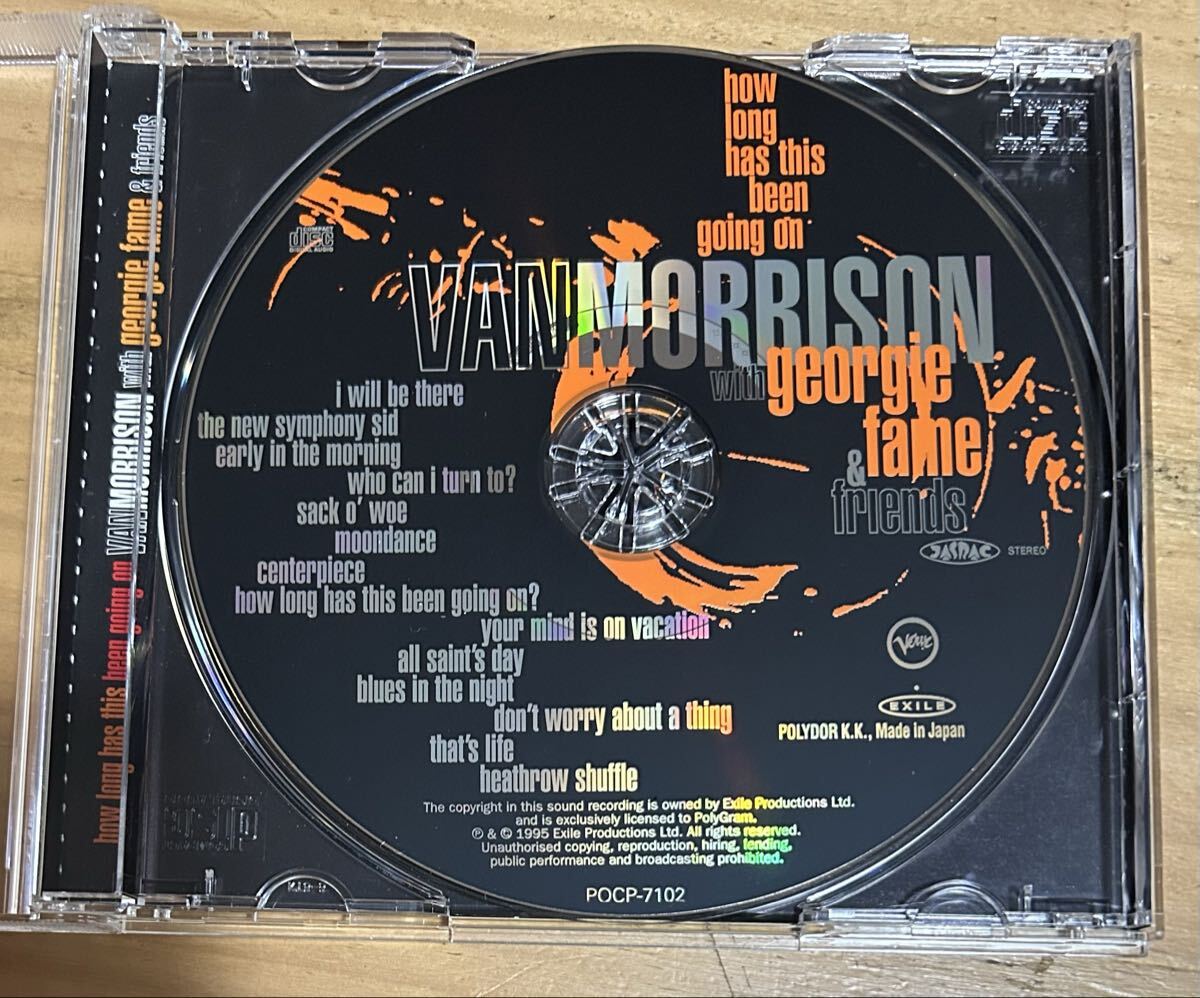 how long has this been going on VAN MORRISON with georgie fame & friends
how
long
has this
been
going on
COMPACT
disc
DIGITAL AUDIO
VAN MORRISON
with georgie
fame
& friends
i will be there
the new symphony sid
early in the morning
who can i turn to?
sack o' woe
moondance
centerpiece
how long has this been going on?
your mind is on vacation
all saint's day
blues in the night
don't worry about a thing
that's life
heathrow shuffle
JASRAC STEREO
Verve
EXILE
POLYDOR K.K., Made in Japan
The copyright in this sound recording is owned by Exile Productions Ltd.
and is exclusively licensed to PolyGram.
℗ & © 1995 Exile Productions Ltd. All rights reserved.
Unauthorised copying, reproduction, hiring, lending,
public performance and broadcasting prohibited.
POCP-7102